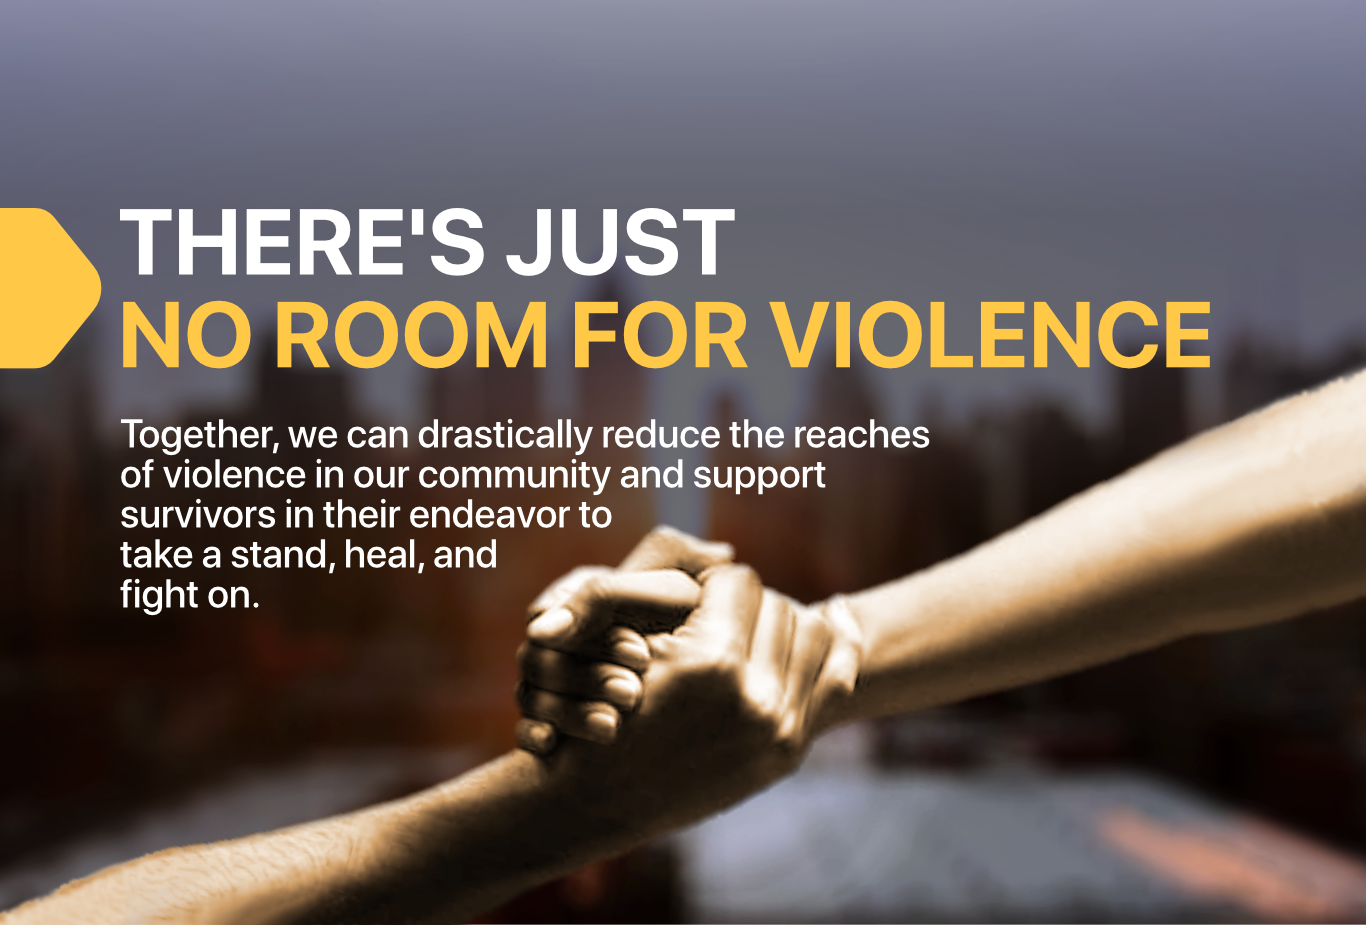 THERE'S JUST
NO ROOM FOR VIOLENCE
Together, we can drastically reduce the reaches
of violence in our community and support
survivors in their endeavor to
take a stand, heal, and
fight on.